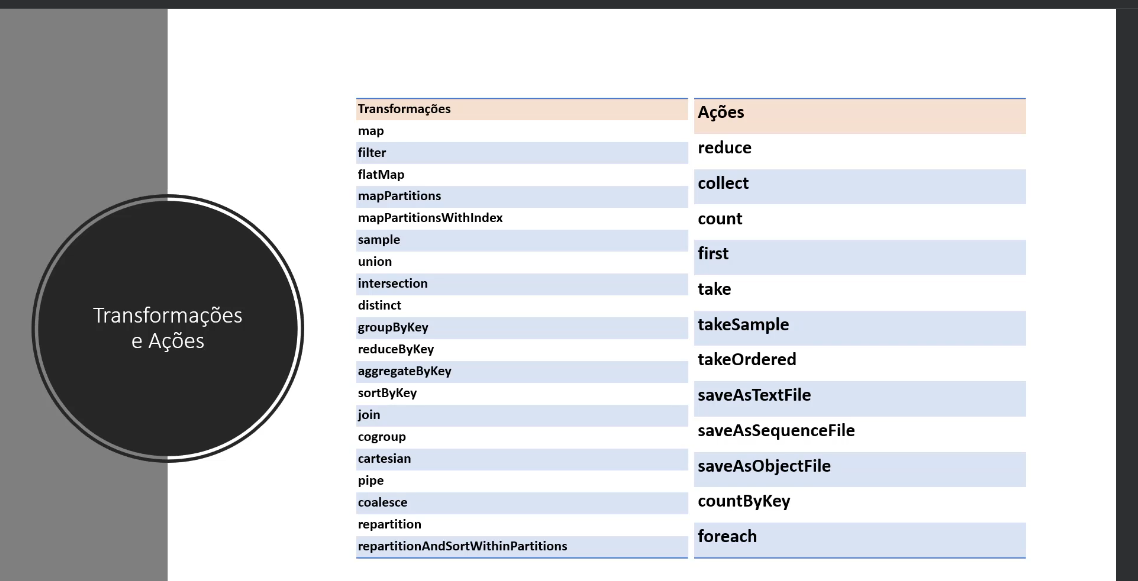 Transformações
e Ações
Transformações
map
filter
flatMap
mapPartitions
mapPartitionsWithIndex
sample
union
intersection
distinct
groupByKey
reduceByKey
aggregateByKey
sortByKey
join
cogroup
cartesian
pipe
coalesce
repartition
repartitionAndSortWithinPartitions
Ações
reduce
collect
count
first
take
takeSample
takeOrdered
saveAsTextFile
saveAsSequenceFile
saveAsObjectFile
countByKey
foreach